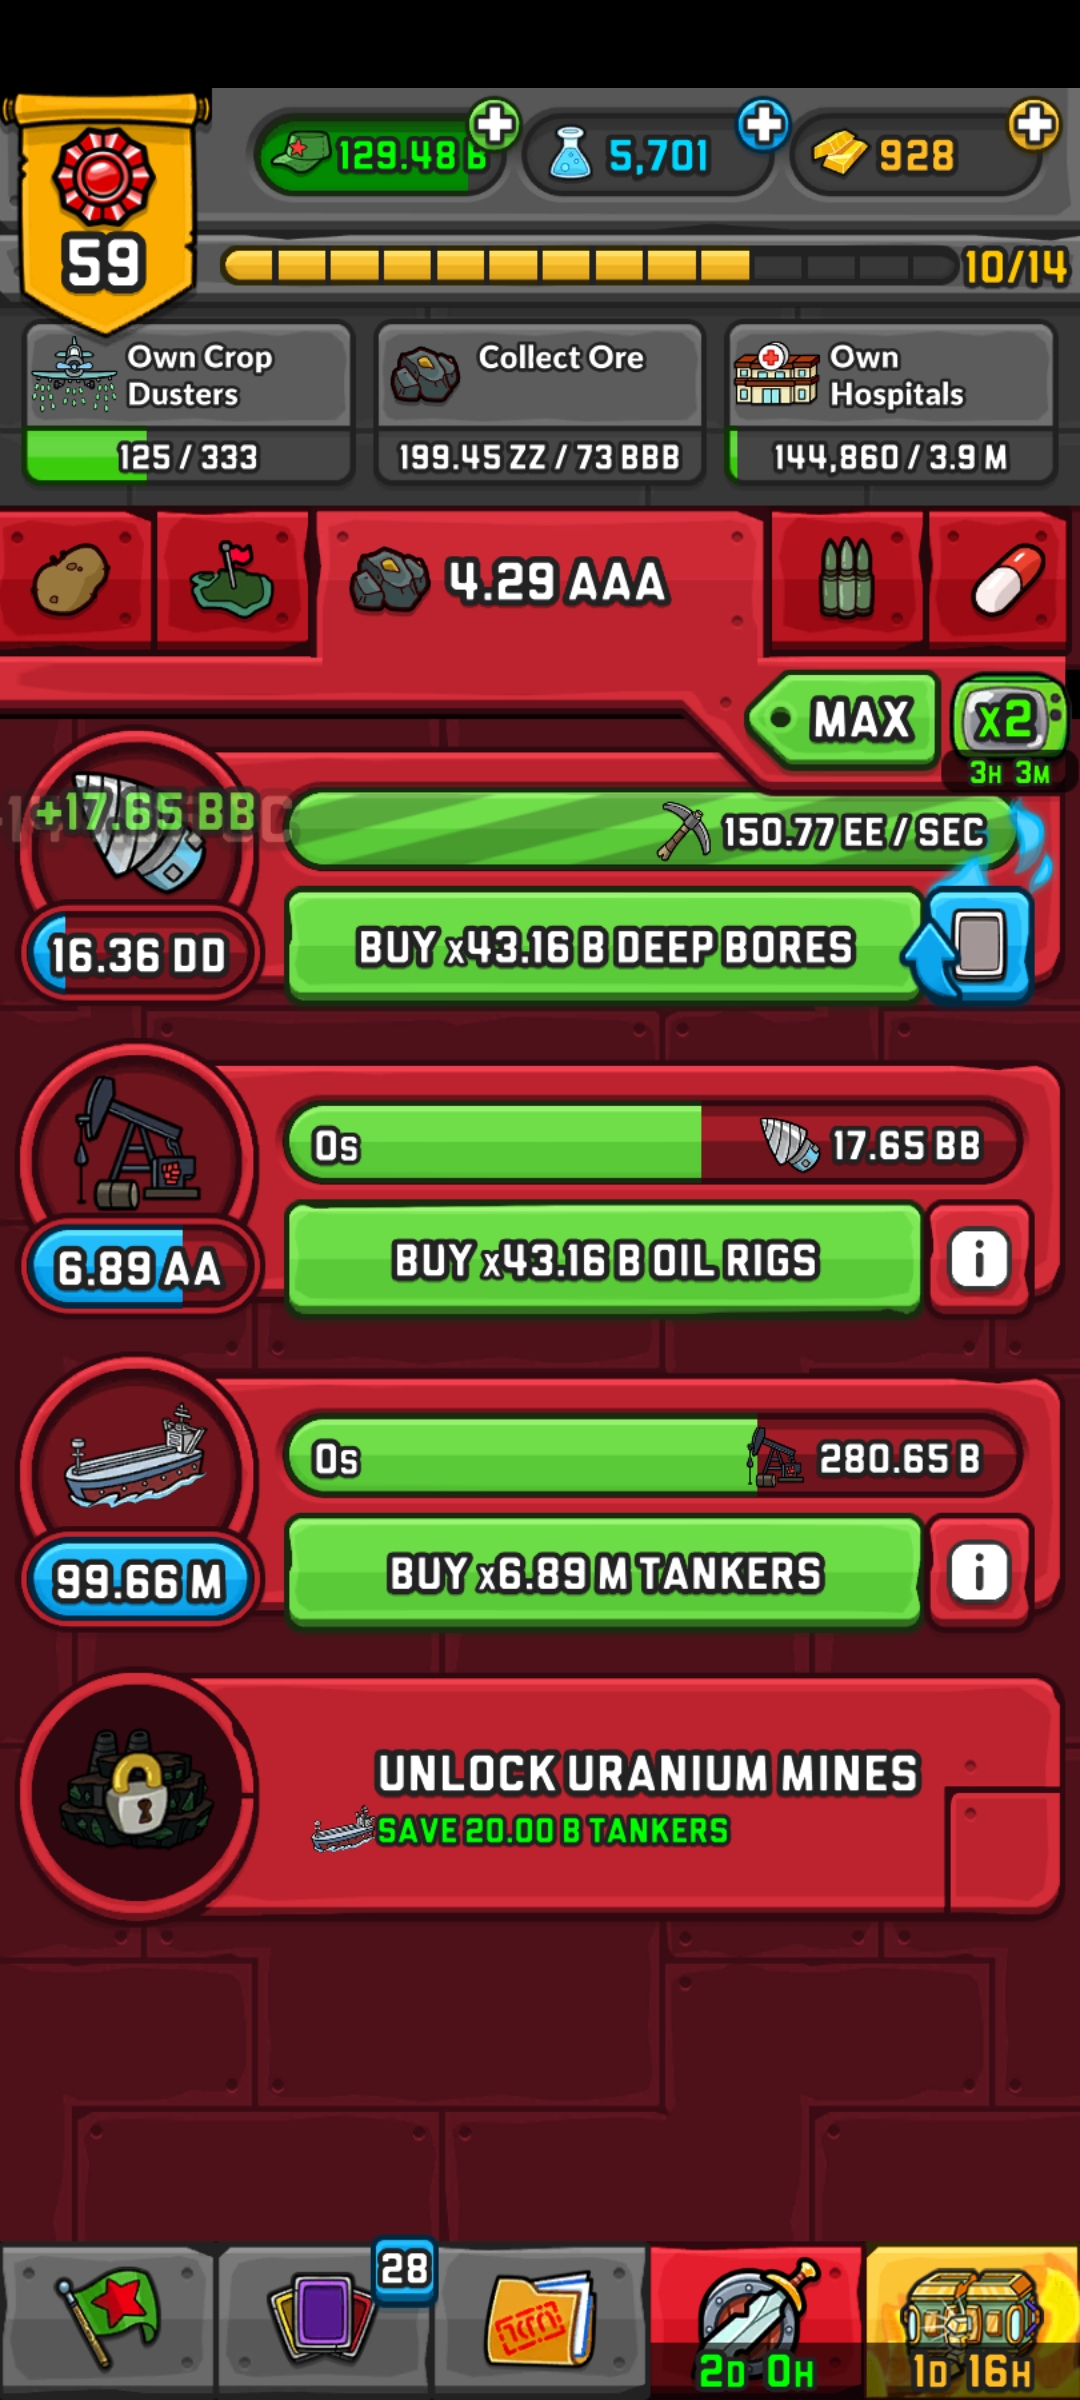 129.48 B
5,701
928
59
10/14
Own Crop
Dusters
125 / 333
Collect Ore
199.45 ZZ / 73 BBB
Own
Hospitals
144,860 / 3.9 M
4.29 AAA
MAX
x2
3H 3M
+17.65 BB
150.77 EE / SEC
16.36 DD
BUY x43.16 B DEEP BORES
0s
17.65 BB
6.89 AA
BUY x43.16 B OIL RIGS
i
0s
280.65 B
99.66 M
BUY x6.89 M TANKERS
i
UNLOCK URANIUM MINES
SAVE 20.00 B TANKERS
28
2D 0H
1D 16H